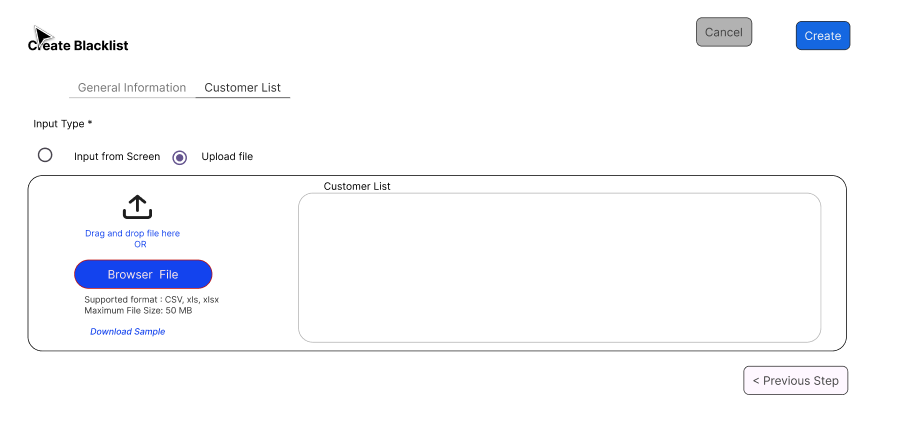 Create Blacklist
Cancel
Create
General Information
Customer List
Input Type *
Input from Screen
Upload file
Customer List
Drag and drop file here
OR
Browser File
Supported format : CSV, xls, xlsx
Maximum File Size: 50 MB
Download Sample
< Previous Step